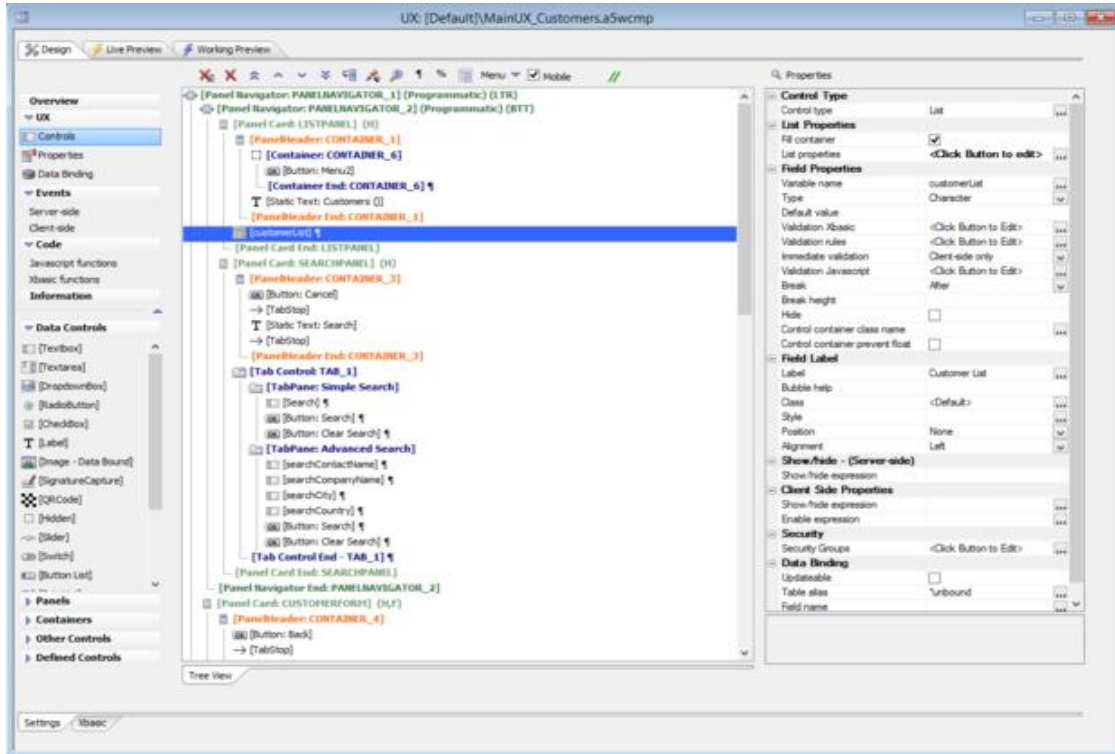 UX: [Default]\MainUX_Customers.a5wcmp
Design
Live Preview
Working Preview
Menu
Mobile
Properties
Overview
UX
Controls
Properties
Data Binding
Events
Server-side
Client-side
Code
Javascript functions
Xbasic functions
Information
Data Controls
[Textbox]
[Textarea]
[DropdownBox]
[RadioButton]
[CheckBox]
[Label]
[Image - Data Bound]
[SignatureCapture]
[QRCode]
[Hidden]
[Slider]
[Switch]
[Button List]
Panels
Containers
Other Controls
Defined Controls
[Panel Navigator: PANELNAVIGATOR_1] (Programmatic) (LTR)
[Panel Navigator: PANELNAVIGATOR_2] (Programmatic) (BTT)
[Panel Card: LISTPANEL] (H)
[PanelHeader: CONTAINER_1]
[Container: CONTAINER_6]
[Button: Menu2]
[Container End: CONTAINER_6] ¶
[Static Text: Customers ()]
[PanelHeader End: CONTAINER_1]
[customerList] ¶
[Panel Card End: LISTPANEL]
[Panel Card: SEARCHPANEL] (H)
[PanelHeader: CONTAINER_3]
[Button: Cancel]
[TabStop]
[Static Text: Search]
[TabStop]
[PanelHeader End: CONTAINER_3]
[Tab Control: TAB_1]
[TabPane: Simple Search]
[Search] ¶
[Button: Search] ¶
[Button: Clear Search] ¶
[TabPane: Advanced Search]
[searchContactName] ¶
[searchCompanyName] ¶
[searchCity] ¶
[searchCountry] ¶
[Button: Search] ¶
[Button: Clear Search] ¶
[Tab Control End - TAB_1] ¶
[Panel Card End: SEARCHPANEL]
[Panel Navigator End: PANELNAVIGATOR_2]
[Panel Card: CUSTOMERFORM] (H,F)
[PanelHeader: CONTAINER_4]
[Button: Back]
[TabStop]
Tree View
Control Type
Control type List
List Properties
Fill container
List properties <Click Button to edit>
Field Properties
Variable name customerList
Type Character
Default value
Validation Xbasic <Click Button to Edit>
Validation rules <Click Button to Edit>
Immediate validation Client-side only
Validation Javascript <Click Button to Edit>
Break After
Break height
Hide
Control container class name
Control container prevent float
Field Label
Label Customer List
Bubble help
Class <Default>
Style
Position None
Alignment Left
Show/hide - (Server-side)
Show/hide expression
Client Side Properties
Show/hide expression
Enable expression
Security
Security Groups <Click Button to Edit>
Data Binding
Updateable
Table alias %unbound
Field name
Settings
Xbasic